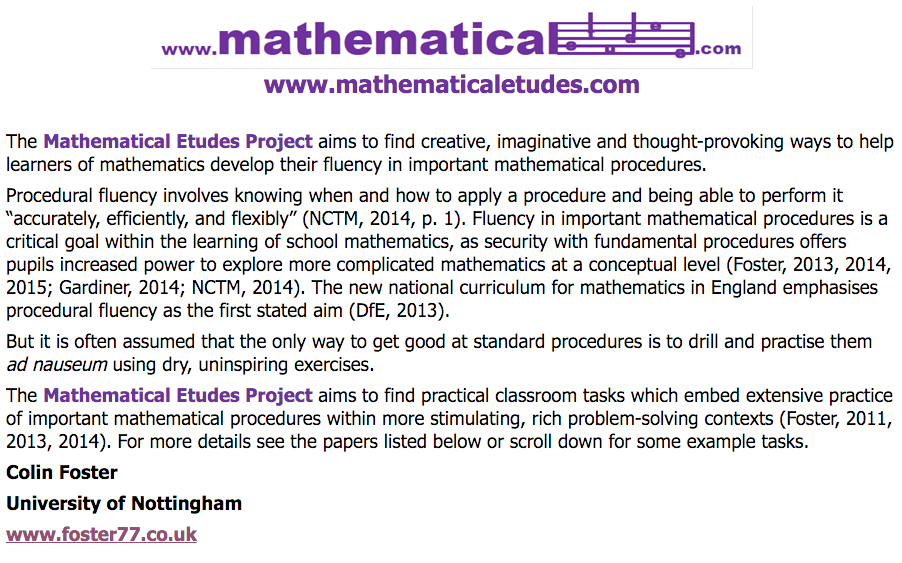 www.mathematicaletudes.com
www.mathematicaletudes.com
The Mathematical Etudes Project aims to find creative, imaginative and thought-provoking ways to help
learners of mathematics develop their fluency in important mathematical procedures.
Procedural fluency involves knowing when and how to apply a procedure and being able to perform it
“accurately, efficiently, and flexibly” (NCTM, 2014, p. 1). Fluency in important mathematical procedures is a
critical goal within the learning of school mathematics, as security with fundamental procedures offers
pupils increased power to explore more complicated mathematics at a conceptual level (Foster, 2013, 2014,
2015; Gardiner, 2014; NCTM, 2014). The new national curriculum for mathematics in England emphasises
procedural fluency as the first stated aim (DfE, 2013).
But it is often assumed that the only way to get good at standard procedures is to drill and practise them
ad nauseum using dry, uninspiring exercises.
The Mathematical Etudes Project aims to find practical classroom tasks which embed extensive practice
of important mathematical procedures within more stimulating, rich problem-solving contexts (Foster, 2011,
2013, 2014). For more details see the papers listed below or scroll down for some example tasks.
Colin Foster
University of Nottingham
www.foster77.co.uk